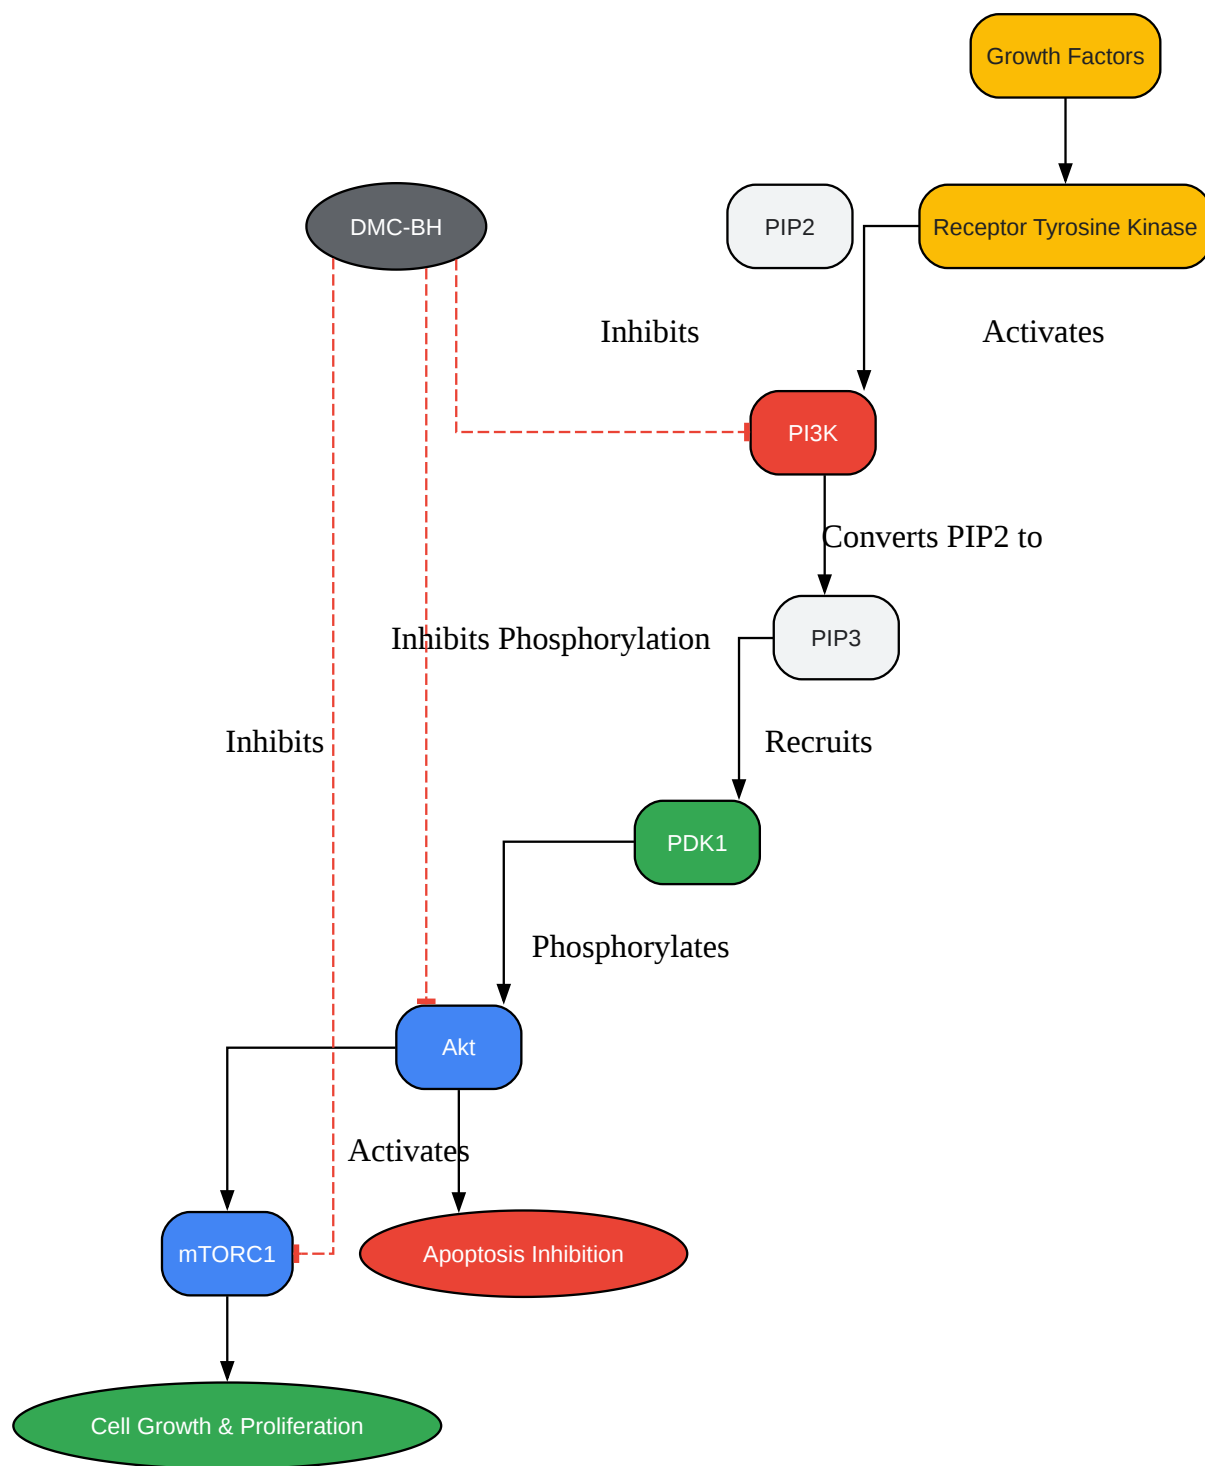 Growth Factors
DMC-BH
PIP2
Receptor Tyrosine Kinase
Inhibits
Activates
PI3K
Converts PIP2 to
Inhibits Phosphorylation
PIP3
Inhibits
Recruits
PDK1
Phosphorylates
Akt
Activates
mTORC1
Apoptosis Inhibition
Cell Growth & Proliferation